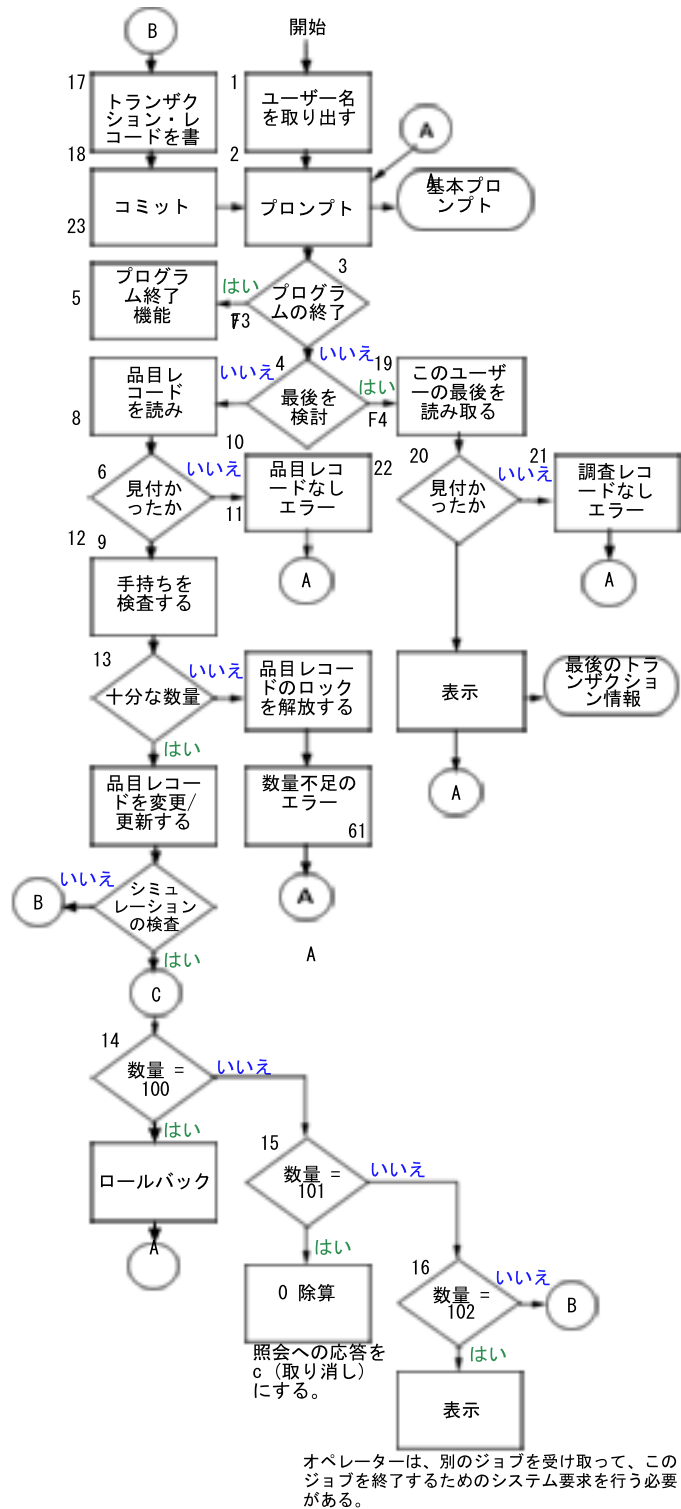 B
開始
17
1
トランザク
ション・レ
コードを書
ユーザー名
を取り出す
A
18
2
コミット
プロンプト
A
基本プロ
ンプト
23
3
プログラ
ム終了
機能
はい
プログラ
ムの終了
5
F3
4
いいえ
19
品目レ
コード
を読み
いいえ
最後を
検討
はい
このユーザ
ーの最後を
読み取る
8
F4
10
6
いいえ
品目レコ
ードなし
エラー
22
20
21
見付か
ったか
見付か
ったか
いいえ
調査レコ
ードなし
エラー
11
12
9
A
A
手持ちを
検査する
13
いいえ
品目レコー
ドのロック
を解放する
十分な数量
表示
最後のトラ
ンザクショ
ン情報
はい
品目レコー
ドを変更/
更新する
数量不足の
エラー
A
61
いいえ
シミュ
レーション
の検査
B
A
はい
A
C
14
数量 =
100
いいえ
はい
15
ロールバック
数量 =
101
いいえ
A
はい
16
0 除算
数量 =
102
いいえ
B
照会への応答を
c (取り消し)
にする。
はい
表示
オペレーターは、別のジョブを受け取って、この
ジョブを終了するためのシステム要求を行う必要
がある。